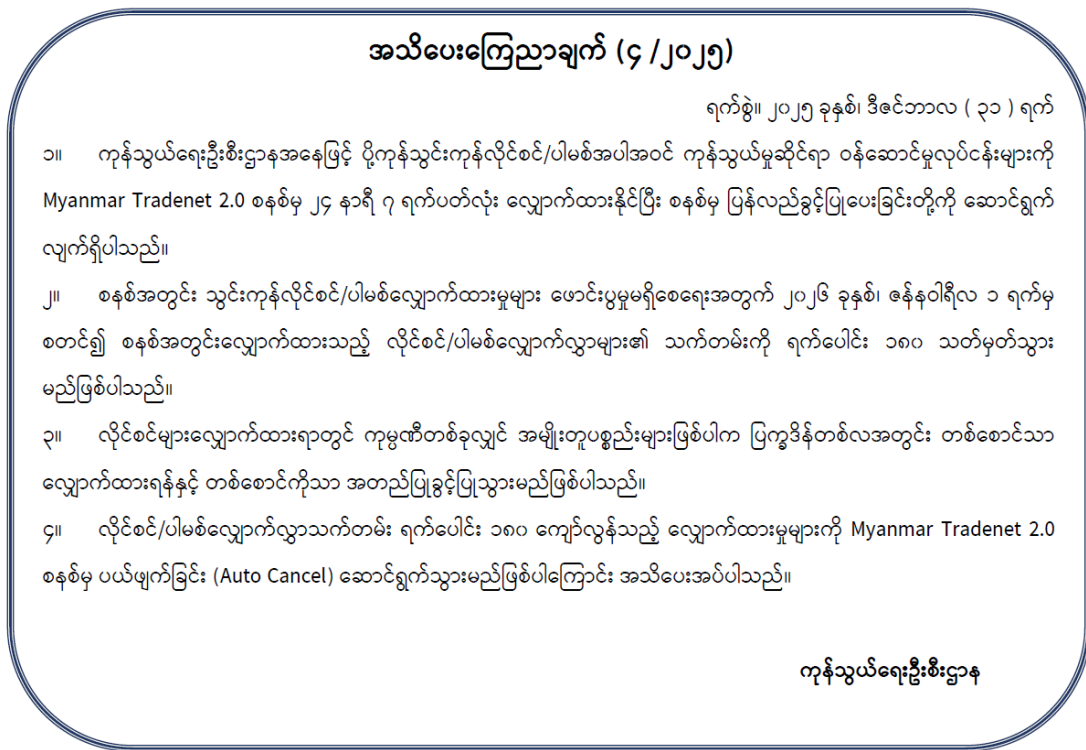 အသိပေးကြေညာချက် (၄ /၂၀၂၅)
ရက်စွဲ။ ၂၀၂၅ ခုနှစ်၊ ဒီဇင်ဘာလ ( ၃၁ ) ရက်
၁။ ကုန်သွယ်ရေးဦးစီးဌာနအနေဖြင့် ပို့ကုန်သွင်းကုန်လိုင်စင်/ပါမစ်အပါအဝင် ကုန်သွယ်မှုဆိုင်ရာ ဝန်ဆောင်မှုလုပ်ငန်းများကို
Myanmar Tradenet 2.0 စနစ်မှ ၂၄ နာရီ ၇ ရက်ပတ်လုံး လျှောက်ထားနိုင်ပြီး စနစ်မှ ပြန်လည်ခွင့်ပြုပေးခြင်းတို့ကို ဆောင်ရွက်
လျက်ရှိပါသည်။
၂။ စနစ်အတွင်း သွင်းကုန်လိုင်စင်/ပါမစ်လျှောက်ထားမှုများ ဖောင်းပွမှုမရှိစေရေးအတွက် ၂၀၂၆ ခုနှစ်၊ ဇန်နဝါရီလ ၁ ရက်မှ
စတင်၍ စနစ်အတွင်းလျှောက်ထားသည့် လိုင်စင်/ပါမစ်လျှောက်လွှာများ၏ သက်တမ်းကို ရက်ပေါင်း ၁၈၀ သတ်မှတ်သွား
မည်ဖြစ်ပါသည်။
၃။ လိုင်စင်များလျှောက်ထားရာတွင် ကုမ္ပဏီတစ်ခုလျှင် အမျိုးတူပစ္စည်းများဖြစ်ပါက ပြက္ခဒိန်တစ်လအတွင်း တစ်စောင်သာ
လျှောက်ထားရန်နှင့် တစ်စောင်ကိုသာ အတည်ပြုခွင့်ပြုသွားမည်ဖြစ်ပါသည်။
၄။ လိုင်စင်/ပါမစ်လျှောက်လွှာသက်တမ်း ရက်ပေါင်း ၁၈၀ ကျော်လွန်သည့် လျှောက်ထားမှုများကို Myanmar Tradenet 2.0
စနစ်မှ ပယ်ဖျက်ခြင်း (Auto Cancel) ဆောင်ရွက်သွားမည်ဖြစ်ပါကြောင်း အသိပေးအပ်ပါသည်။
ကုန်သွယ်ရေးဦးစီးဌာန